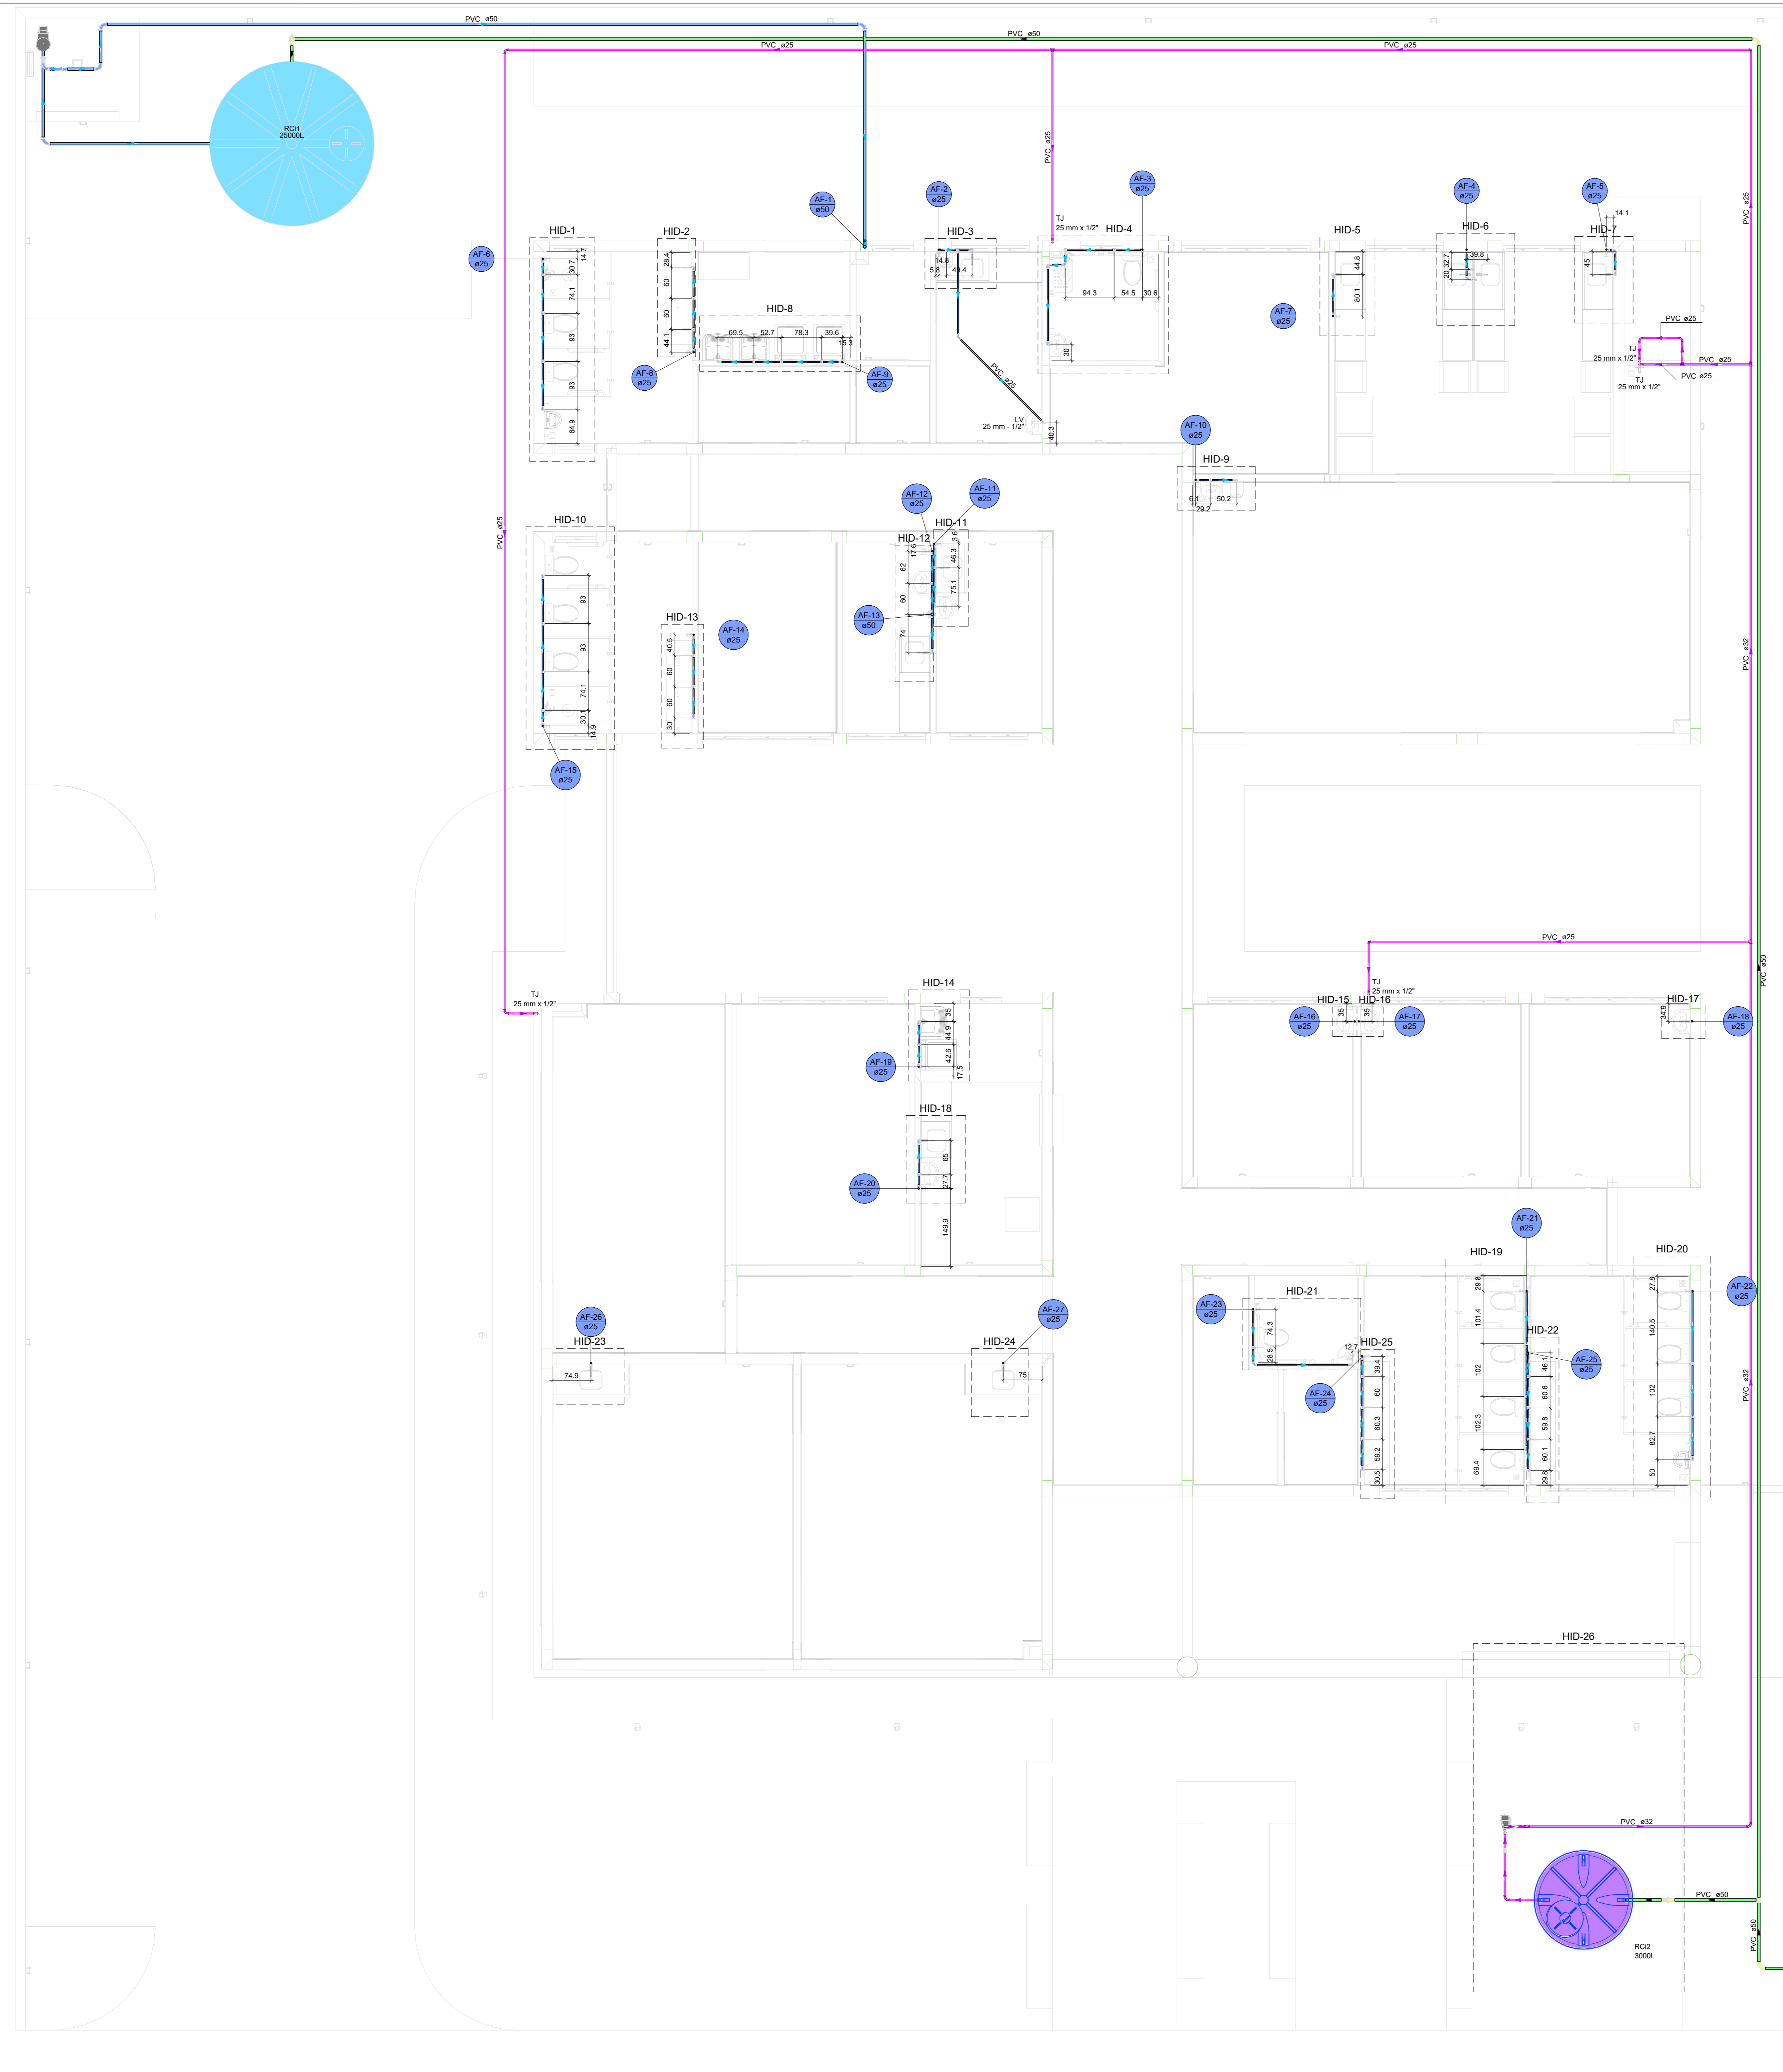 PVC ø50
PVC ø50
PVC ø25
PVC ø25
RCi1
25000L
PVC ø25
PVC ø25
AF-1
ø50
AF-2
ø25
AF-3
ø25
AF-4
ø25
AF-5
ø25
14.1
TJ
25 mm x 1/2"
HID-1
HID-2
HID-3
HID-4
HID-5
HID-6
HID-7
AF-6
ø25
14.7
30.7
74.1
93
93
64.9
28.4
60
60
44.1
14.8
5.8
49.4
94.3
54.5
30.6
30
44.8
80.1
32.7
20
39.8
45
HID-8
69.5
52.7
78.3
39.6
15.3
AF-7
ø25
AF-8
ø25
AF-9
ø25
PVC ø25
PVC ø25
TJ
25 mm x 1/2"
PVC ø25
TJ
25 mm x 1/2"
PVC ø25
LV
25 mm - 1/2"
40.3
AF-10
ø25
HID-9
6.1
50.2
29.2
PVC ø25
AF-12
ø25
AF-11
ø25
HID-10
HID-11
HID-12
3.6
46.3
75.1
17.6
62
60
74
AF-13
ø50
93
93
74.1
30.1
14.9
HID-13
AF-14
ø25
40.5
60
60
30
PVC ø32
AF-15
ø25
PVC ø25
PVC ø50
HID-14
TJ
25 mm x 1/2"
TJ
25 mm x 1/2"
HID-15
HID-16
HID-17
35
35
34.9
AF-16
ø25
AF-17
ø25
AF-18
ø25
35
44.9
42.6
17.5
AF-19
ø25
HID-18
65
27.7
149.9
AF-20
ø25
AF-21
ø25
HID-19
HID-20
29.8
101.4
102
102.3
69.4
27.8
140.5
102
82.7
50
AF-22
ø25
HID-21
AF-23
ø25
74.3
28.5
12.7
HID-22
HID-25
AF-24
ø25
39.4
60
60.3
59.2
30.5
AF-25
ø25
46.1
60.6
59.8
60.1
29.8
AF-26
ø25
HID-23
74.9
AF-27
ø25
HID-24
75
PVC ø32
HID-26
PVC ø32
PVC ø50
PVC ø50
RCi2
3000L